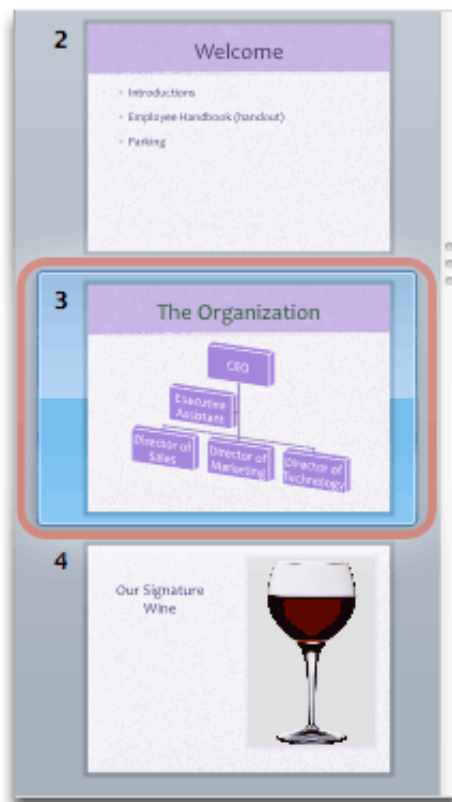 2
Welcome
• Introductions
• Employee Handbook (handout)
• Parking
3
The Organization
CEO
Executive
Assistant
Director of
Sales
Director of
Marketing
Director of
Technology
4
Our Signature
Wine